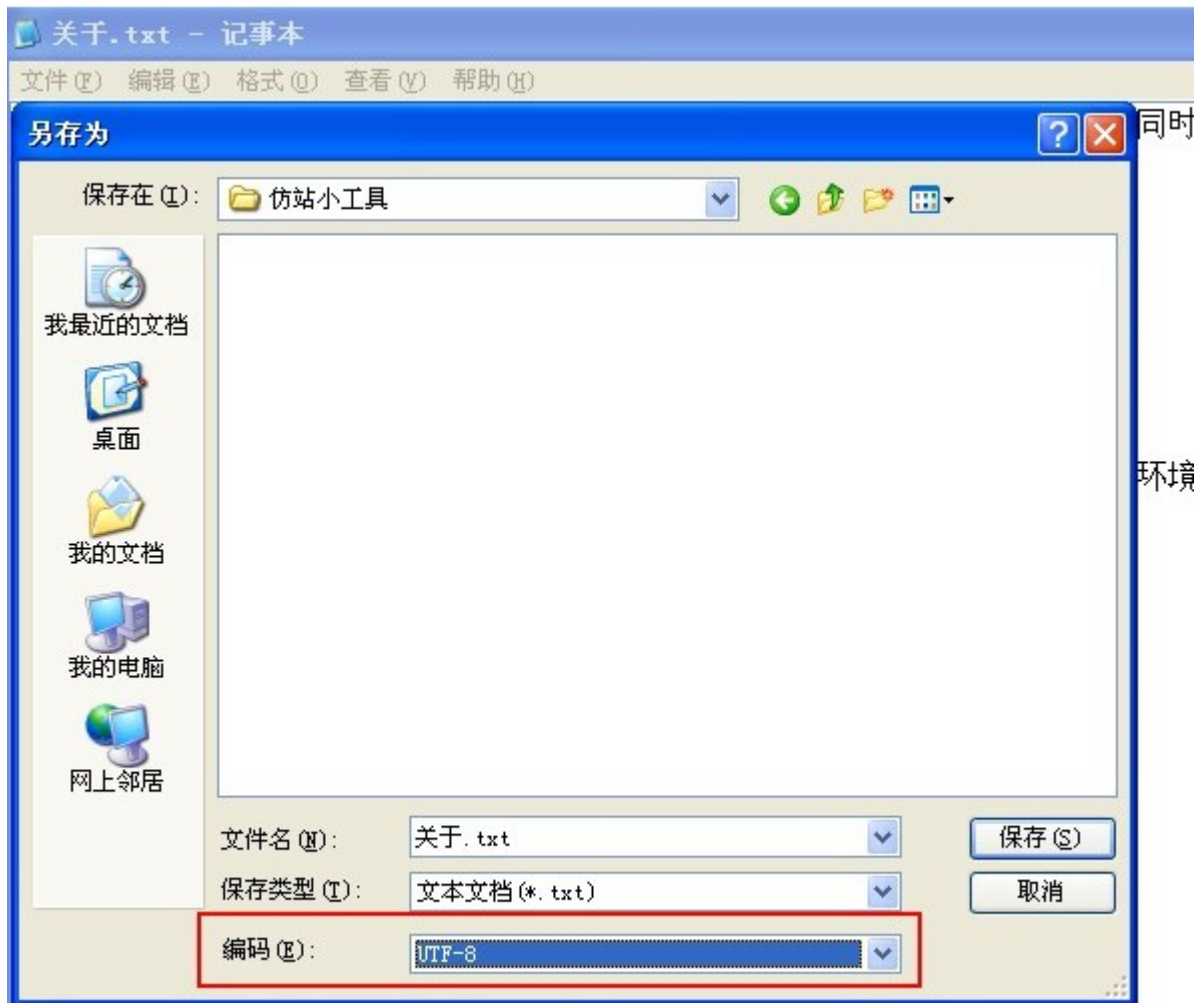 关于.txt - 记事本
文件(F) 编辑(E) 格式(O) 查看(V) 帮助(H)
另存为
同时
保存在(I): 仿站小工具
我最近的文档
桌面
环境
我的文档
我的电脑
网上邻居
文件名(N): 关于.txt 保存(S)
保存类型(T): 文本文档(*.txt) 取消
编码(E): UTF-8